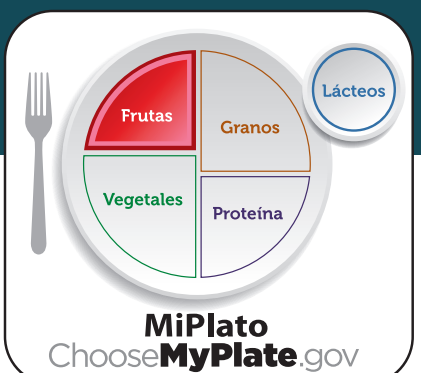 Frutas
Granos
Lácteos
Vegetales
Proteína
MiPlato
ChooseMyPlate.gov